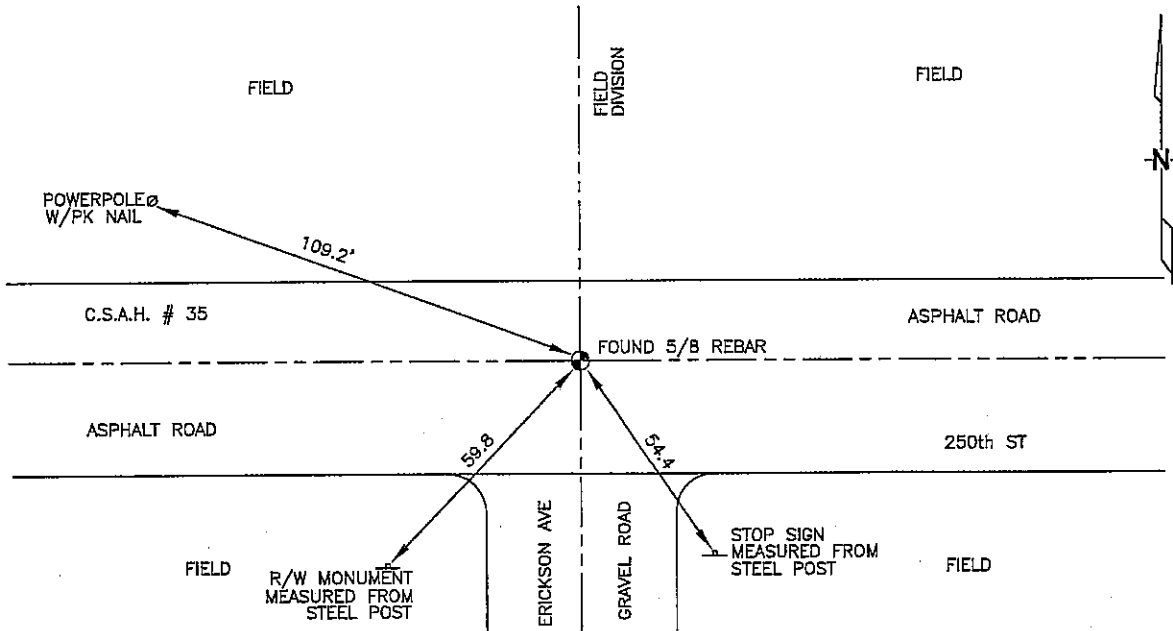 FIELD
FIELD
DIVISION
FIELD
N
POWERPOLE
W/PK NAIL
109.2'
C.S.A.H. # 35
ASPHALT ROAD
FOUND 5/8 REBAR
ASPHALT ROAD
250th ST
59.8
54.4
ERICKSON AVE
GRAVEL ROAD
STOP SIGN
MEASURED FROM
STEEL POST
FIELD
R/W MONUMENT
MEASURED FROM
STEEL POST
FIELD